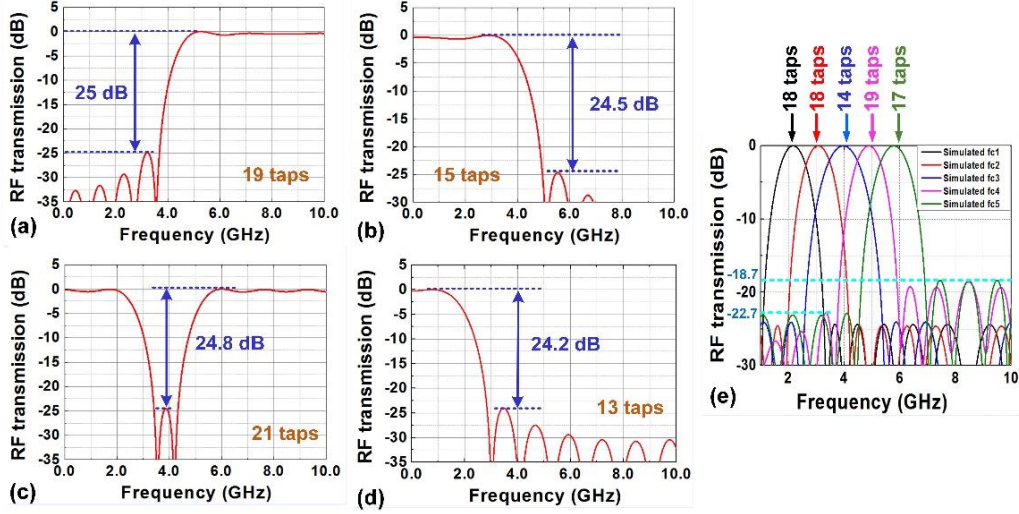 RF transmission (dB)
5
0
-5
-10
-15
-20
-25
-30
-35
25 dB
19 taps
0.0
2.0
4.0
6.0
8.0
10.0
Frequency (GHz)
(a)
RF transmission (dB)
5
0
-5
-10
-15
-20
-25
-30
-35
24.5 dB
15 taps
0.0
2.0
4.0
6.0
8.0
10.0
Frequency (GHz)
(b)
RF transmission (dB)
5
0
-5
-10
-15
-20
-25
-30
-35
24.8 dB
21 taps
0.0
2.0
4.0
6.0
8.0
10.0
Frequency (GHz)
(c)
RF transmission (dB)
5
0
-5
-10
-15
-20
-25
-30
-35
24.2 dB
13 taps
0.0
2.0
4.0
6.0
8.0
10.0
Frequency (GHz)
(d)
18 taps
18 taps
14 taps
19 taps
17 taps
RF transmission (dB)
0
-10
-18.7
-20
-22.7
-30
Simulated fc1
Simulated fc2
Simulated fc3
Simulated fc4
Simulated fc5
2
4
6
8
10
Frequency (GHz)
(e)